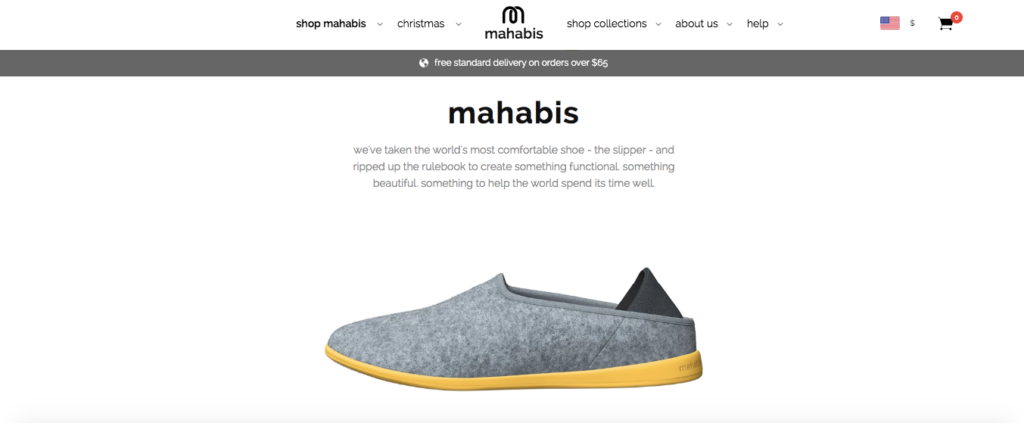 shop mahabis christmas mahabis shop collections about us help $ 0
free standard delivery on orders over $65
mahabis
we've taken the world's most comfortable shoe - the slipper - and
ripped up the rulebook to create something functional. something
beautiful. something to help the world spend its time well.
mahabis